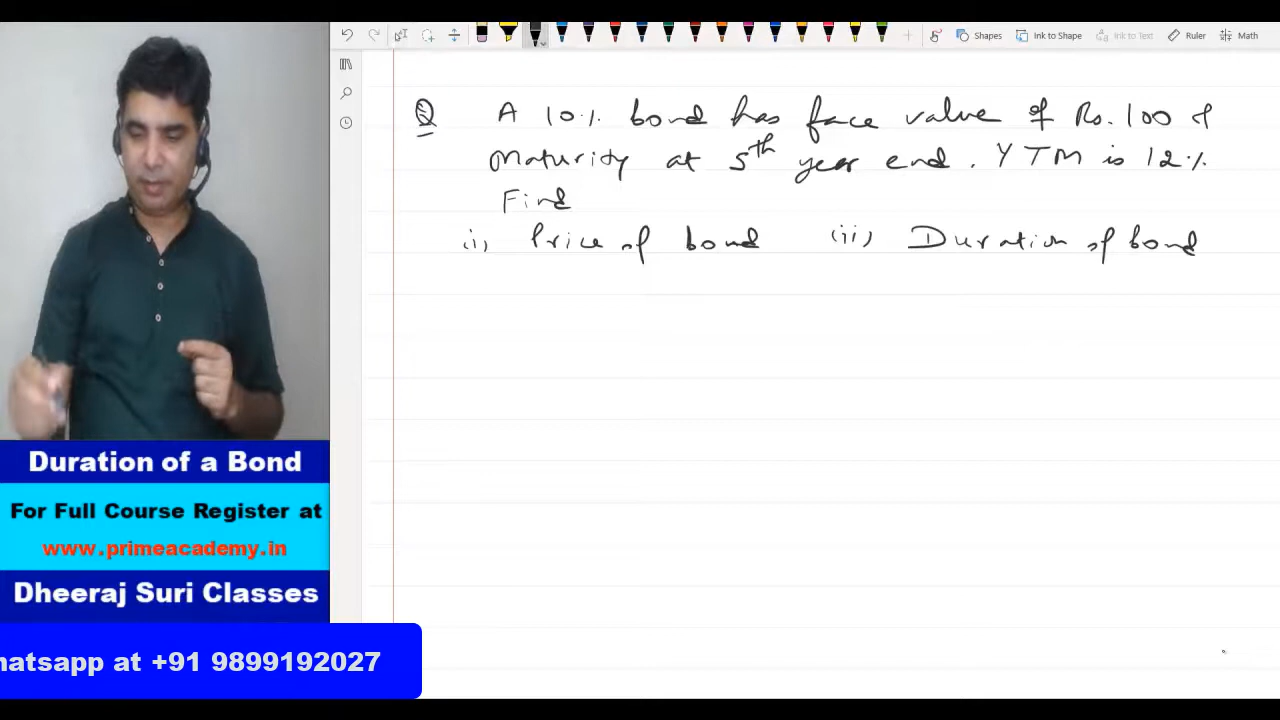 Shapes Ink to Shape Ink to Text Ruler Math
Q A 10% bond has face value of Rs. 100 &
Maturity at 5th year end. YTM is 12%
Find
(i) Price of bond (ii) Duration of bond
Duration of a Bond
For Full Course Register at
www.primeacademy.in
Dheeraj Suri Classes
hatsapp at +91 9899192027